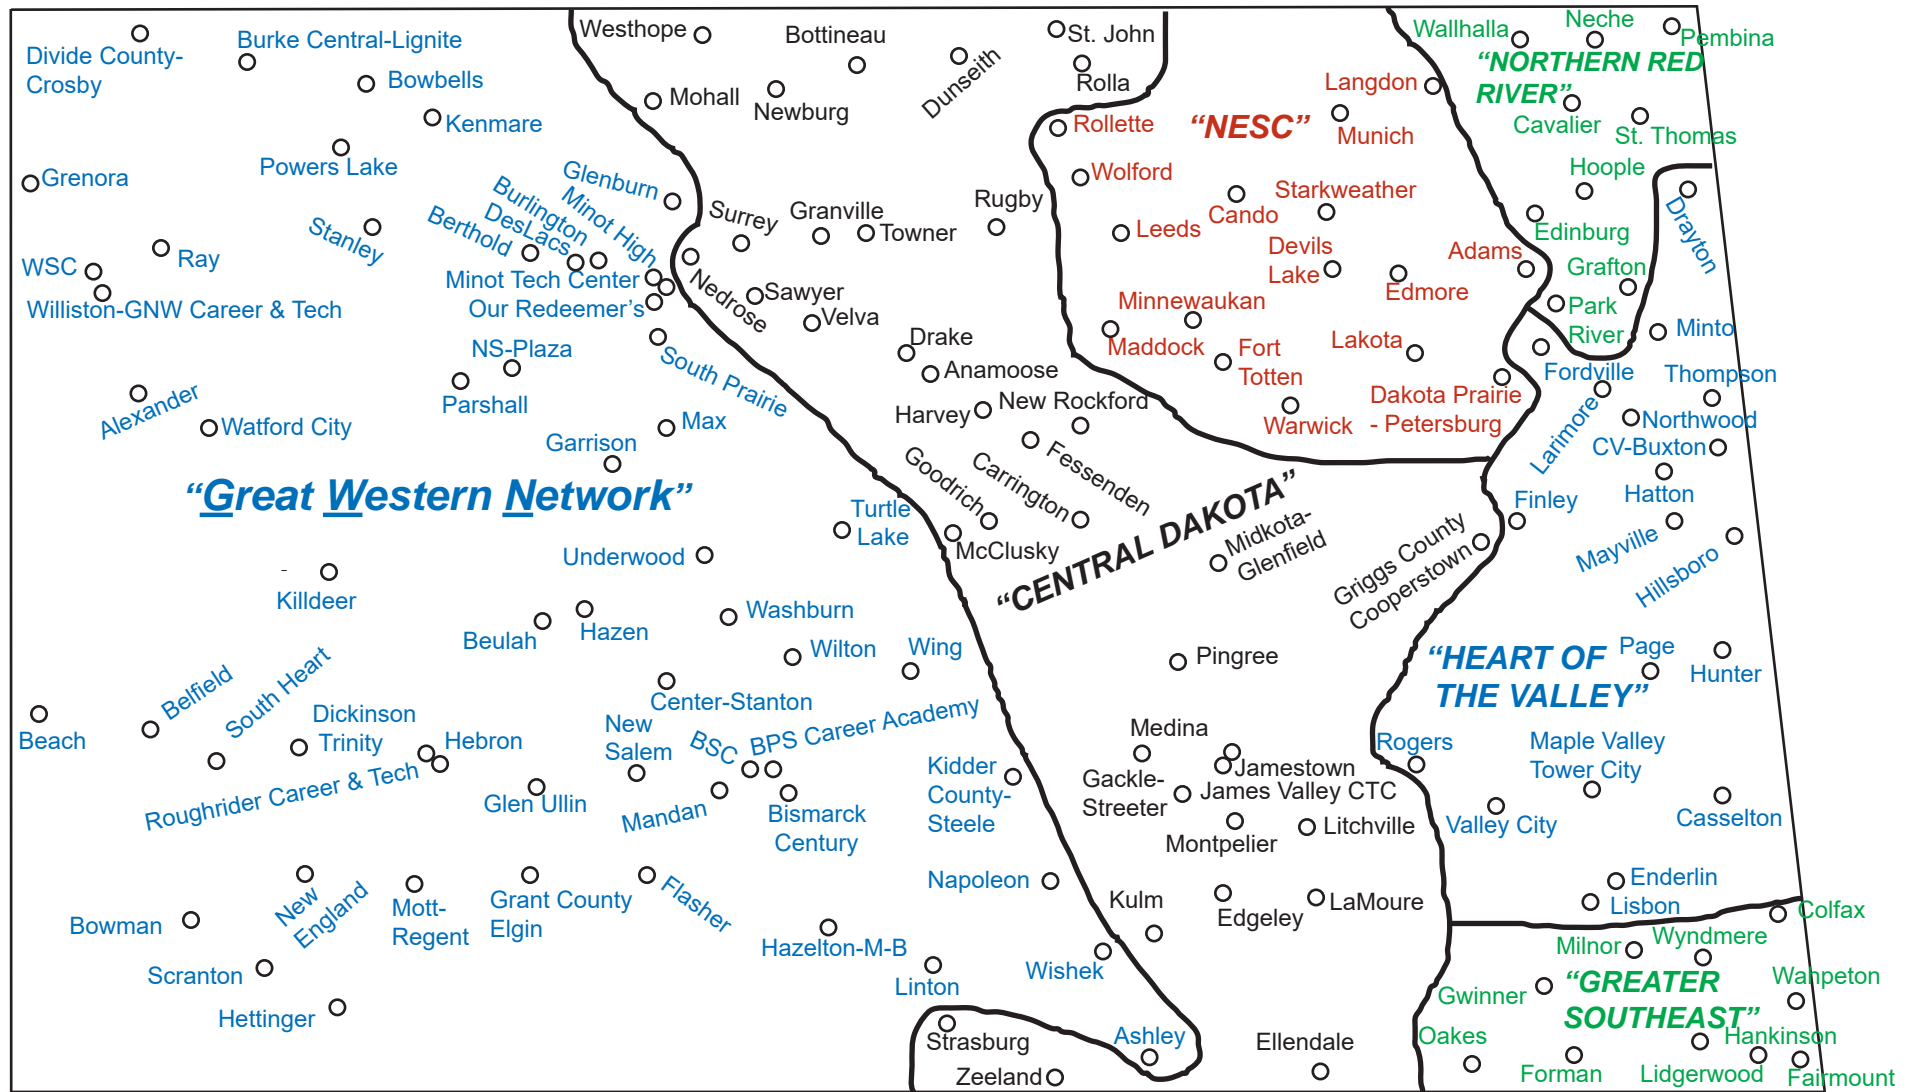 Divide County-
Crosby
Burke Central-Lignite
Bowbells
Kenmare
Powers Lake
Grenora
Stanley
Ray
WSC
Williston-GNW Career & Tech
Glenburn
Minot High
Burlington
DesLacs
Berthold
Minot Tech Center
Our Redeemer's
South Prairie
NS-Plaza
Parshall
Alexander
Watford City
Max
Garrison
“Great Western Network”
Turtle
Lake
Underwood
Killdeer
Beulah
Hazen
Washburn
Wilton
Wing
Center-Stanton
Belfield
South Heart
Beach
Dickinson
Trinity
Hebron
Roughrider Career & Tech
Glen Ullin
New
Salem
BSC
BPS Career Academy
Mandan
Bismarck
Century
Kidder
County-
Steele
Napoleon
New
England
Mott-
Regent
Grant County
Elgin
Flasher
Bowman
Scranton
Hettinger
Hazelton-M-B
Linton
Wishek
Ashley
Westhope
Bottineau
Dunseith
St. John
Rolla
Mohall
Newburg
Surrey
Granville
Towner
Rugby
Nedrose
Sawyer
Velva
Drake
Anamoose
Harvey
New Rockford
Fessenden
Carrington
Goodrich
McClusky
“CENTRAL DAKOTA”
Midkota-
Glenfield
Griggs County
Cooperstown
Pingree
Medina
Jamestown
Gackle-
Streeter
James Valley CTC
Montpelier
Litchville
Kulm
Edgeley
LaMoure
Strasburg
Zeeland
Ellendale
“NESC”
Langdon
Munich
Rollette
Wolford
Cando
Starkweather
Leeds
Devils
Lake
Adams
Edmore
Minnewaukan
Maddock
Fort
Totten
Lakota
Warwick
Dakota Prairie
- Petersburg
Wallhalla
Neche
Pembina
“NORTHERN RED
RIVER”
Cavalier
St. Thomas
Hoople
Edinburg
Grafton
Park
River
Drayton
Minto
Fordville
Thompson
Larimore
Northwood
CV-Buxton
Hatton
Finley
Mayville
Hillsboro
“HEART OF
THE VALLEY”
Page
Hunter
Rogers
Maple Valley
Tower City
Valley City
Casselton
Enderlin
Lisbon
Colfax
Milnor
Wyndmere
“GREATER
SOUTHEAST”
Wahpeton
Gwinner
Oakes
Hankinson
Forman
Lidgerwood
Fairmount